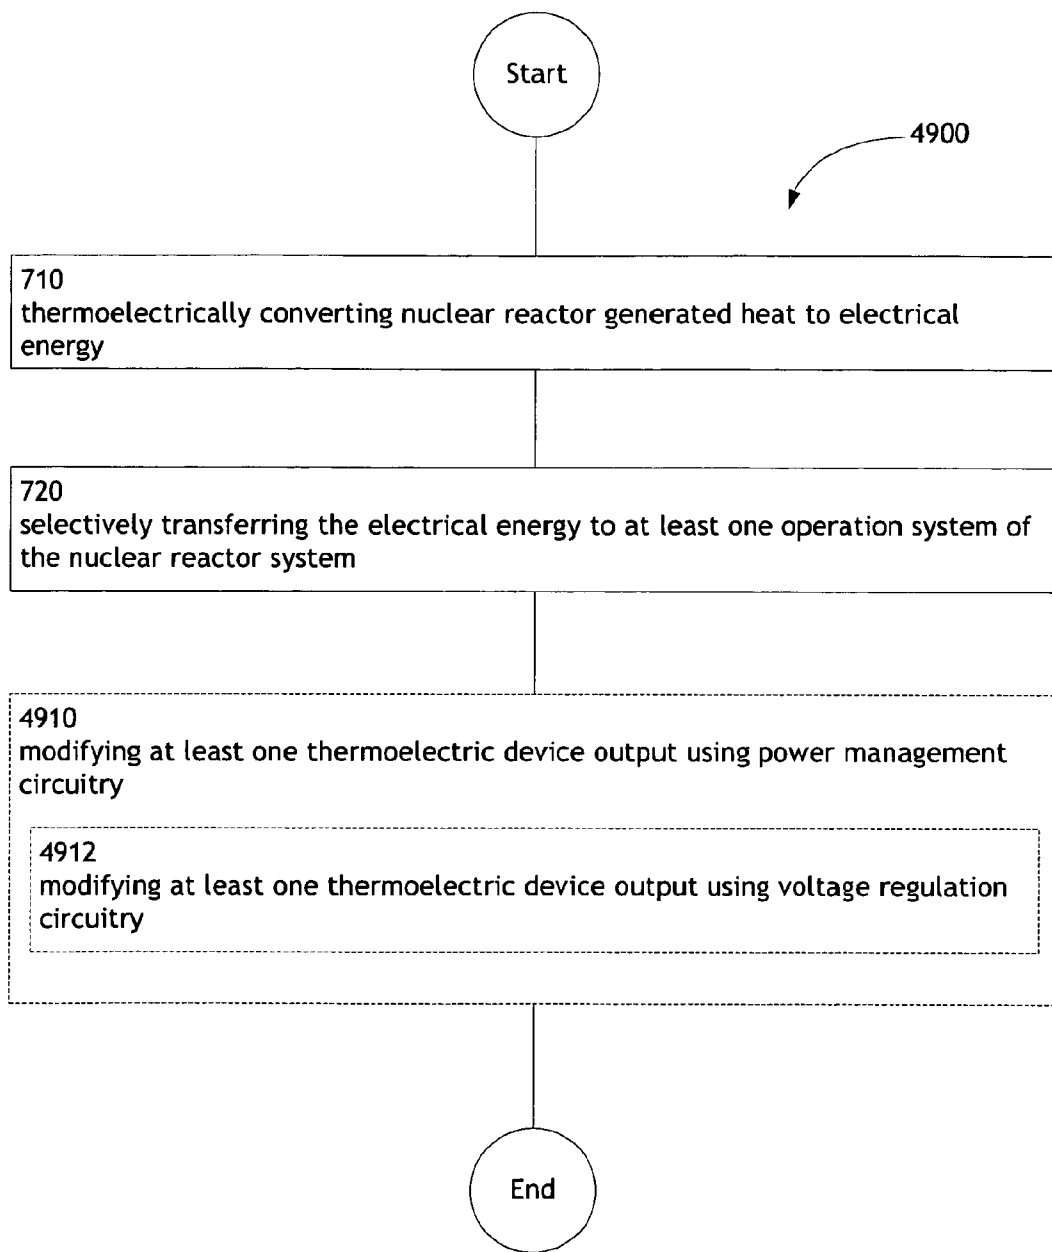 Start
4900
710
thermoelectrically converting nuclear reactor generated heat to electrical
energy
720
selectively transferring the electrical energy to at least one operation system of
the nuclear reactor system
4910
modifying at least one thermoelectric device output using power management
circuitry
4912
modifying at least one thermoelectric device output using voltage regulation
circuitry
End